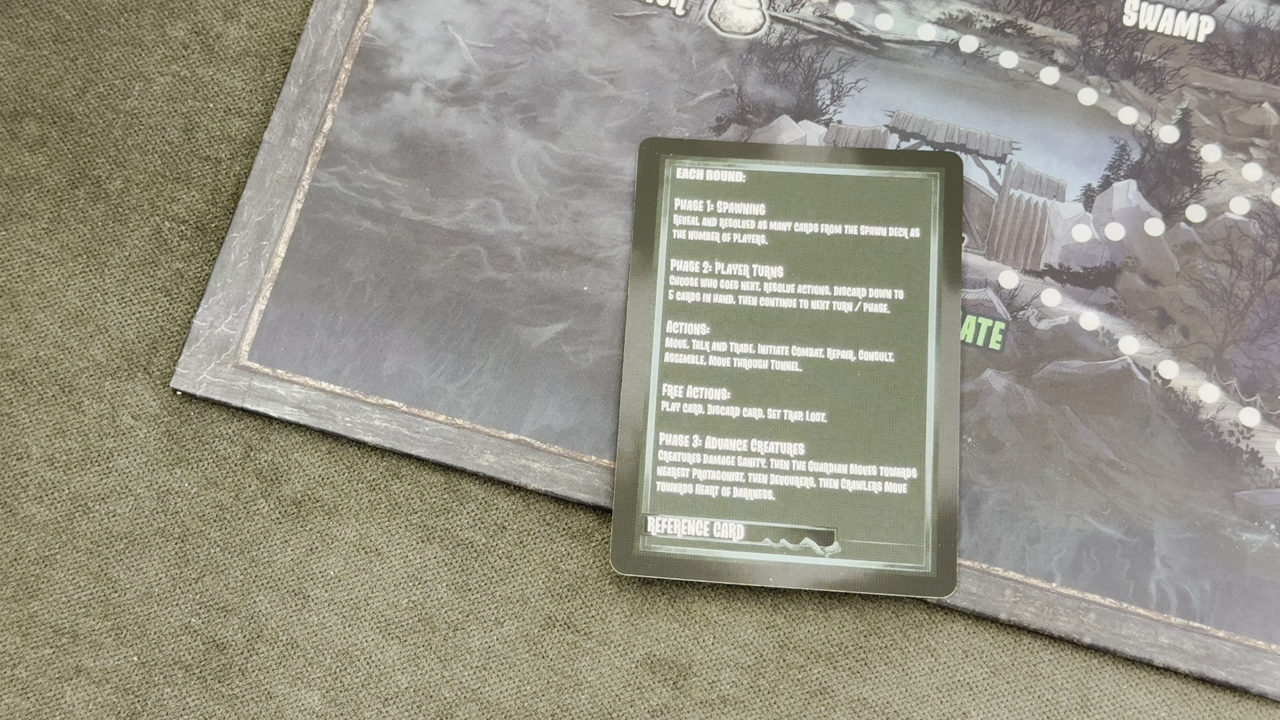 SWAMP
EACH ROUND:
PHASE 1: SPAWNING
REVEAL AND RESOLVED AS MANY CARDS FROM THE SPAWN DECK AS
THE NUMBER OF PLAYERS.
PHASE 2: PLAYER TURNS
CHOOSE WHO GOES NEXT, RESOLVE ACTIONS, DISCARD DOWN TO
5 CARDS IN HAND, THEN CONTINUE TO NEXT TURN / PHASE.
ACTIONS:
MOVE, TALK AND TRADE, INITIATE COMBAT, REPAIR, CONSULT,
ASSEMBLE, MOVE THROUGH TUNNEL.
FREE ACTIONS:
PLAY CARD, DISCARD CARD, SET TRAP, LOOT.
PHASE 3: ADVANCE CREATURES
CREATURES DAMAGE SANITY, THEN THE GUARDIAN MOVES TOWARDS
NEAREST PROTAGONIST, THEN DEVOURERS, THEN CRAWLERS MOVE
TOWARDS HEART OF DARKNESS.
REFERENCE CARD
ATE